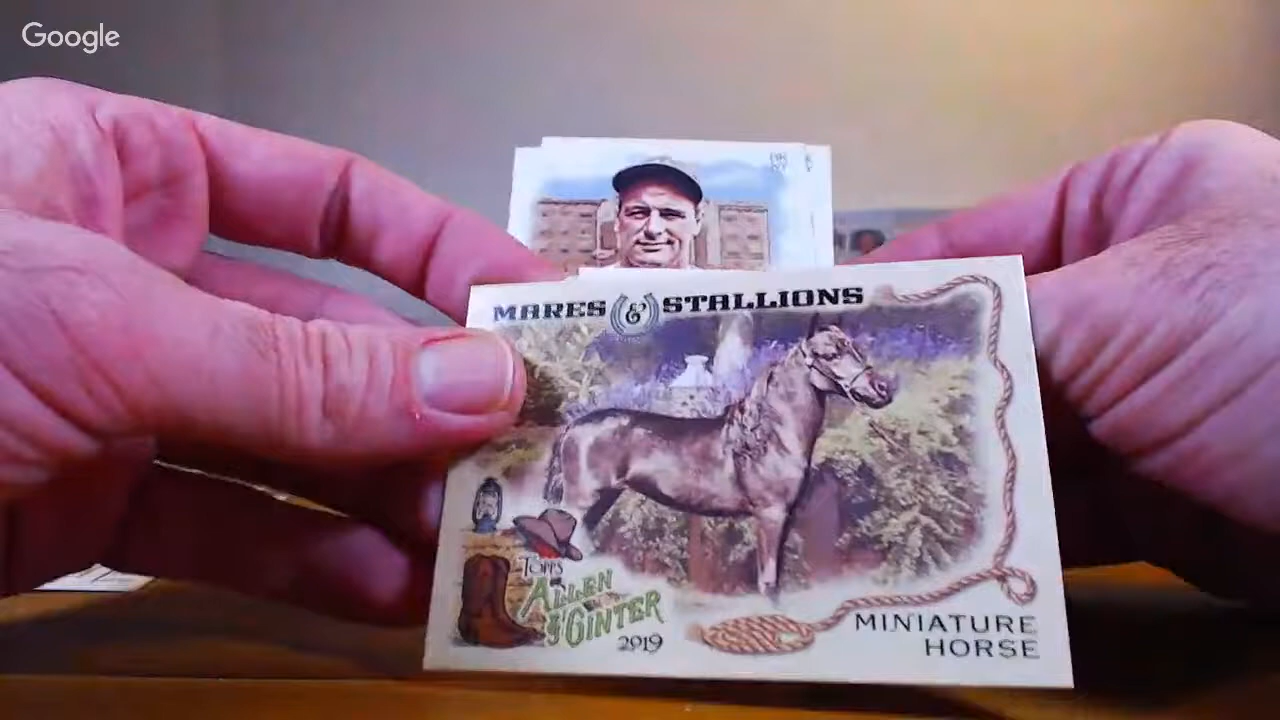 Google
MARES & STALLIONS
TOPPS
ALLEN
& GINTER
2019
MINIATURE
HORSE